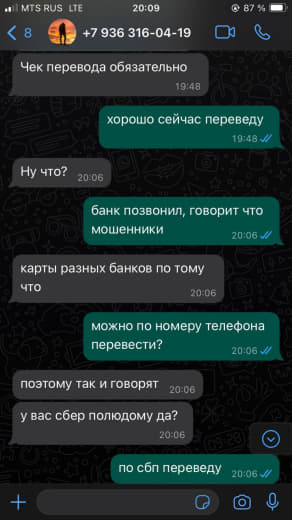 MTS RUS LTE 20:09 87 %
8 +7 936 316-04-19
Чек перевода обязательно
19:48
хорошо сейчас переведу
19:48
Ну что? 20:06
банк позвонил, говорит что
мошенники
20:06
карты разных банков по тому
что
20:06
можно по номеру телефона
перевести?
20:06
поэтому так и говорят 20:06
у вас сбер полюдому да?
20:06
по сбп переведу 20:06